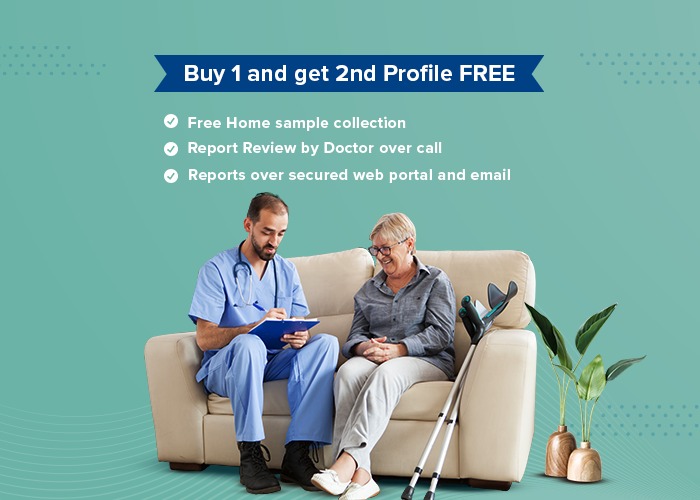 Buy 1 and get 2nd Profile FREE
Free Home sample collection
Report Review by Doctor over call
Reports over secured web portal and email